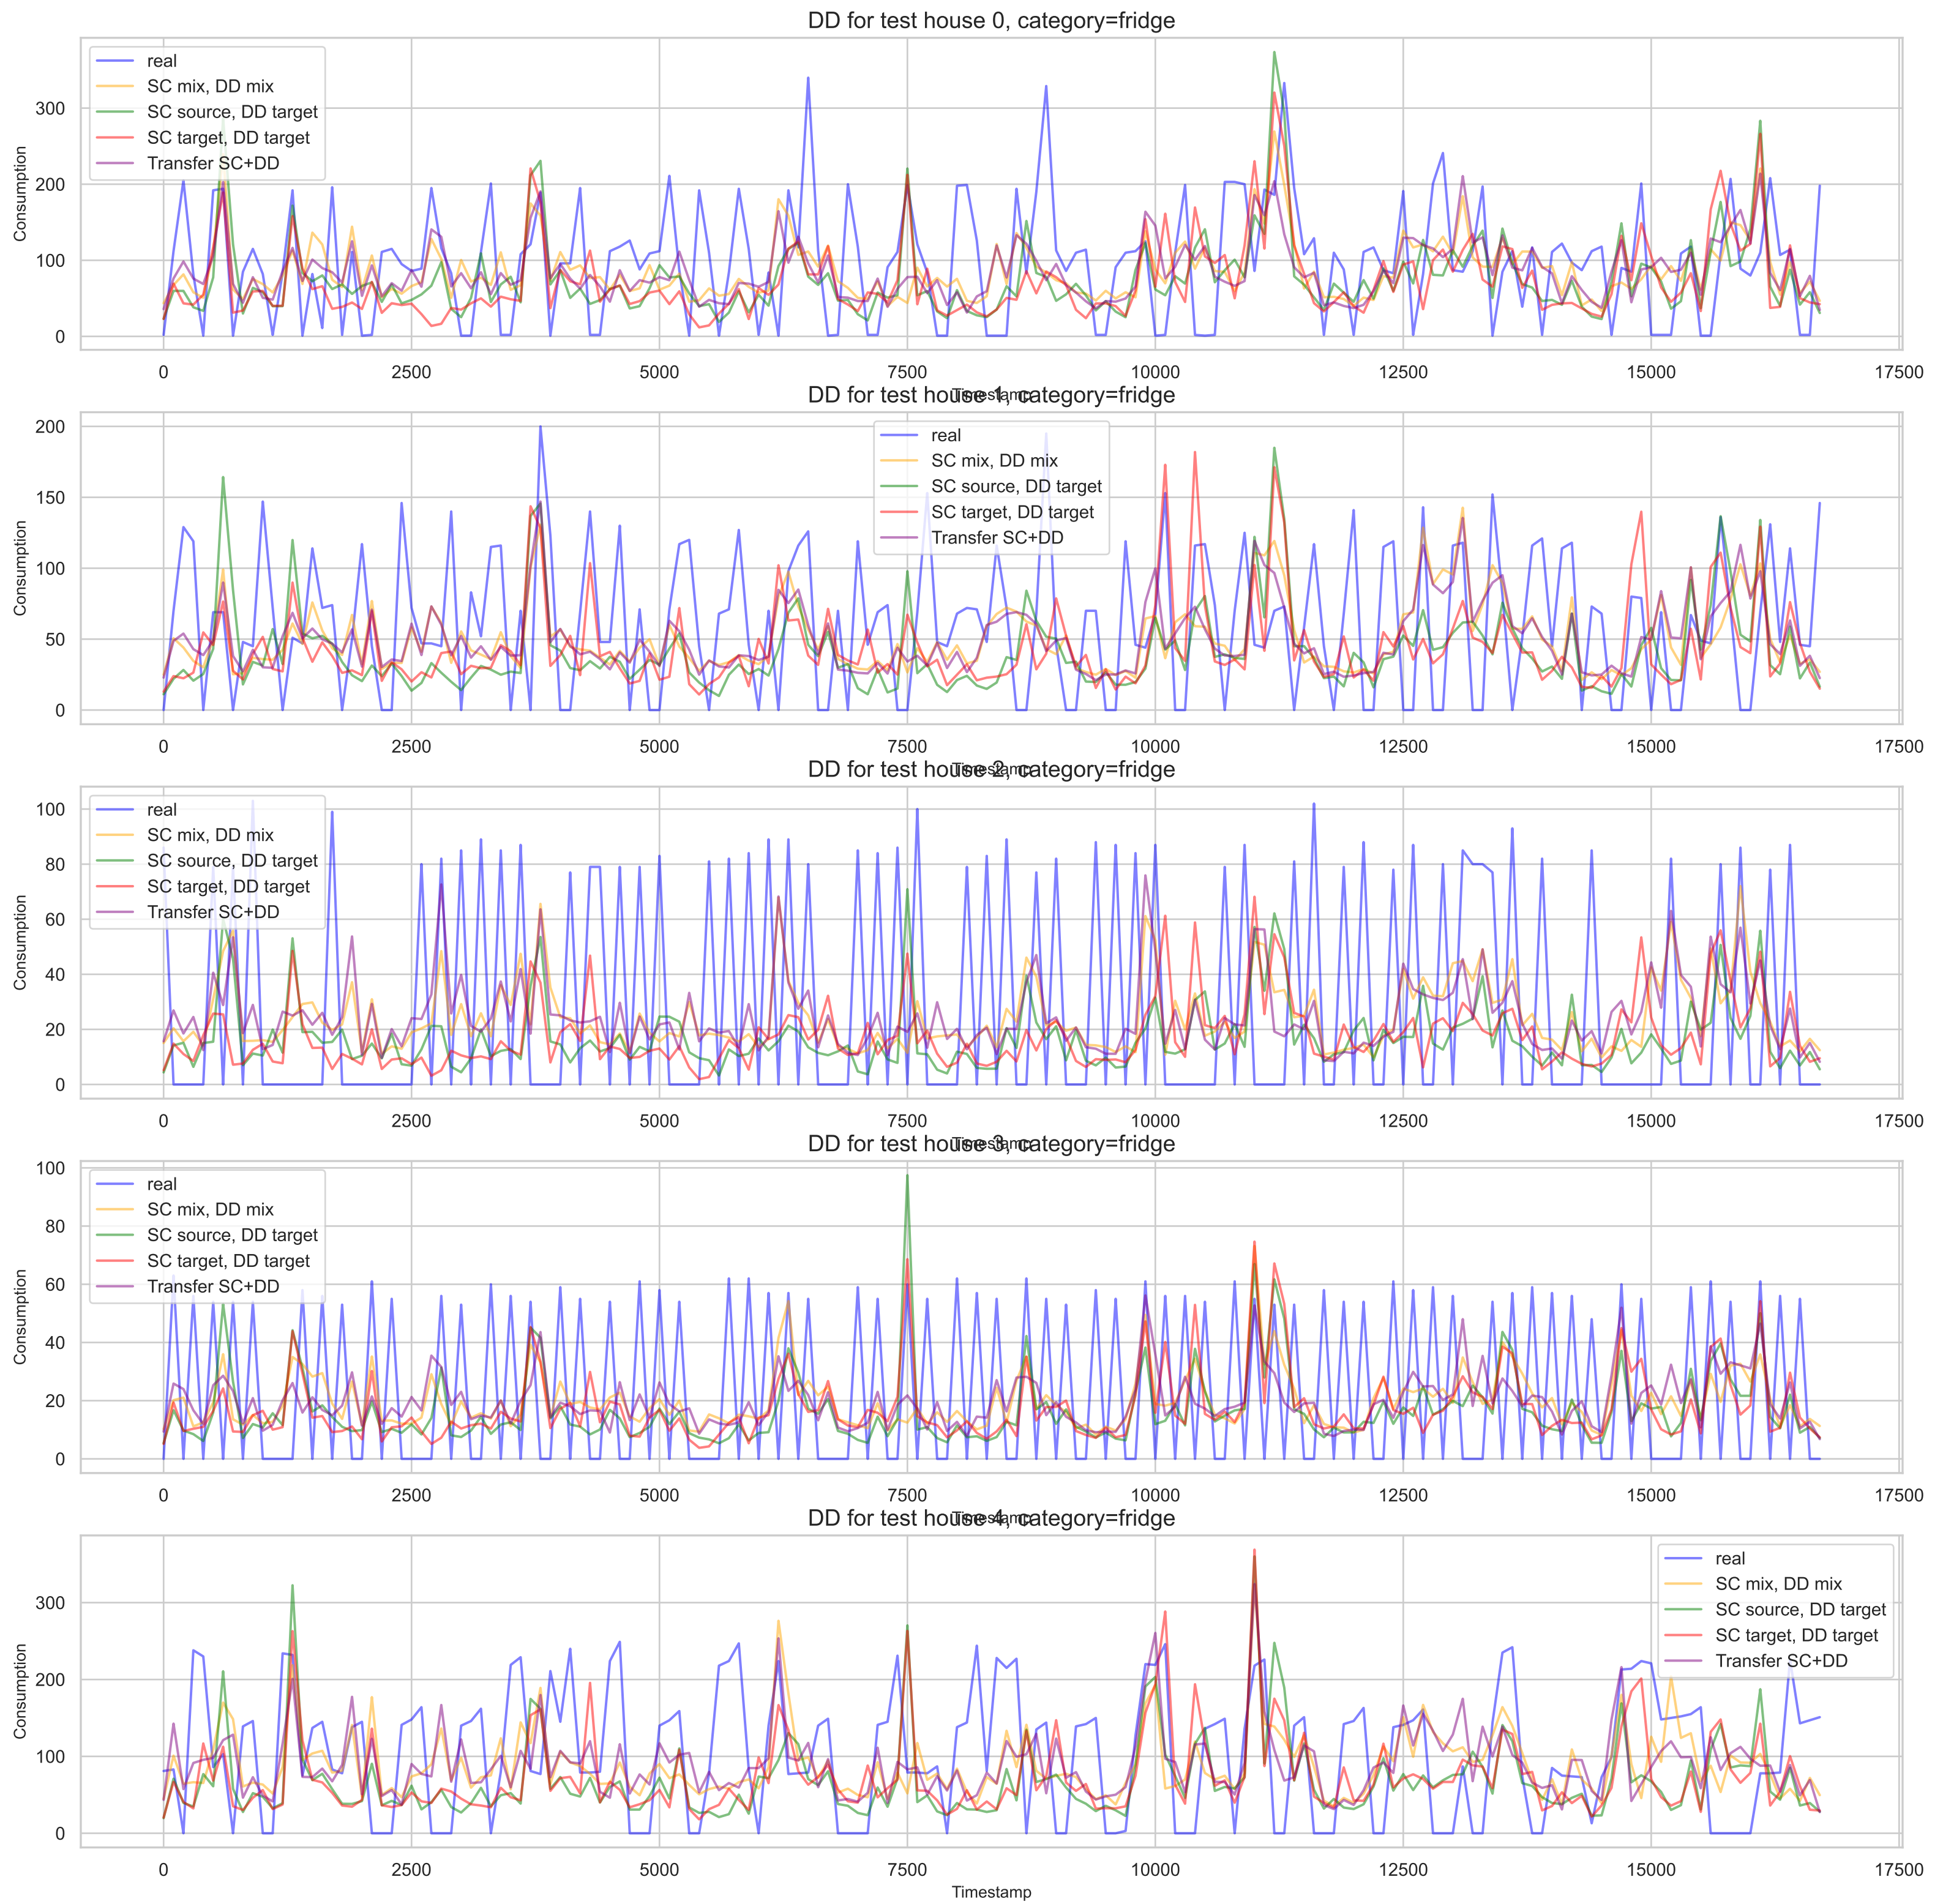 DD for test house 0, category=fridge
Consumption
300
200
100
0
real
SC mix, DD mix
SC source, DD target
SC target, DD target
Transfer SC+DD
0 2500 5000 7500 10000 12500 15000 17500
Timestamp
DD for test house 1, category=fridge
Consumption
200
150
100
50
0
real
SC mix, DD mix
SC source, DD target
SC target, DD target
Transfer SC+DD
0 2500 5000 7500 10000 12500 15000 17500
Timestamp
DD for test house 2, category=fridge
Consumption
100
80
60
40
20
0
real
SC mix, DD mix
SC source, DD target
SC target, DD target
Transfer SC+DD
0 2500 5000 7500 10000 12500 15000 17500
Timestamp
DD for test house 3, category=fridge
Consumption
100
80
60
40
20
0
real
SC mix, DD mix
SC source, DD target
SC target, DD target
Transfer SC+DD
0 2500 5000 7500 10000 12500 15000 17500
Timestamp
DD for test house 4, category=fridge
Consumption
300
200
100
0
real
SC mix, DD mix
SC source, DD target
SC target, DD target
Transfer SC+DD
0 2500 5000 7500 10000 12500 15000 17500
Timestamp